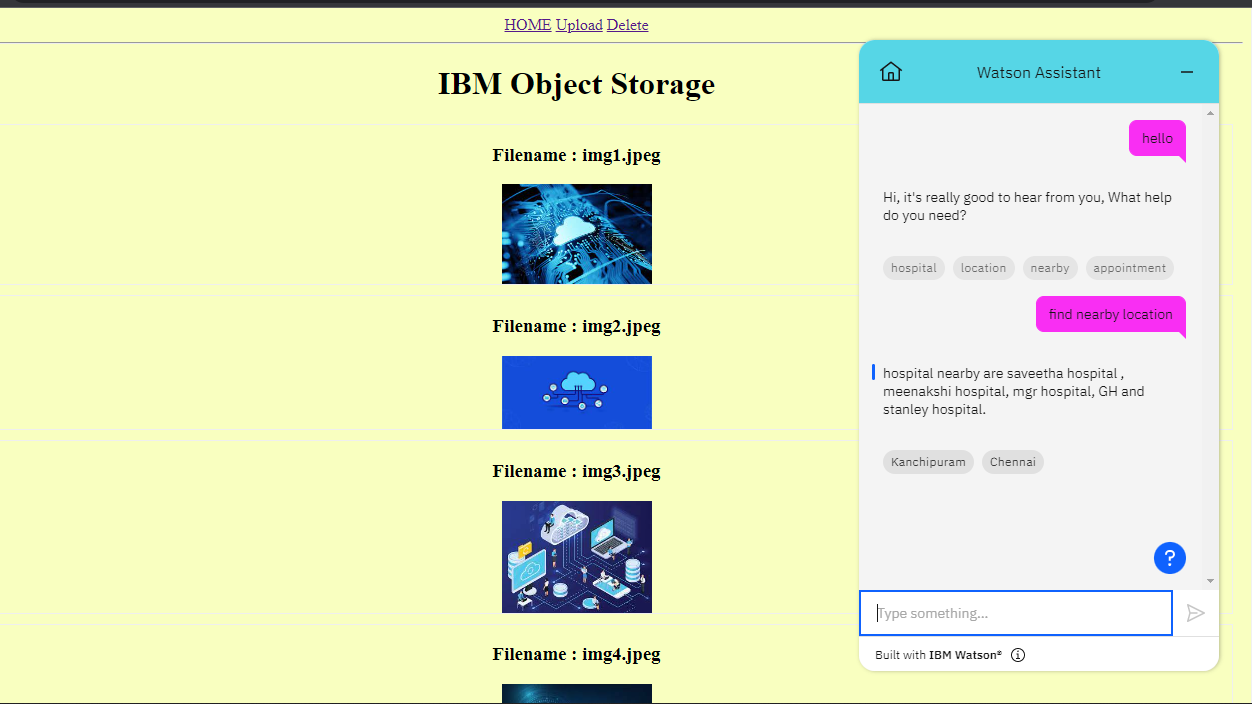 HOME Upload Delete
IBM Object Storage
Filename : img1.jpeg
Filename : img2.jpeg
Filename : img3.jpeg
Filename : img4.jpeg
Watson Assistant
hello
Hi, it's really good to hear from you, What help
do you need?
hospital location nearby appointment
find nearby location
hospital nearby are saveetha hospital ,
meenakshi hospital, mgr hospital, GH and
stanley hospital.
Kanchipuram Chennai
?
Type something...
Built with IBM Watson®